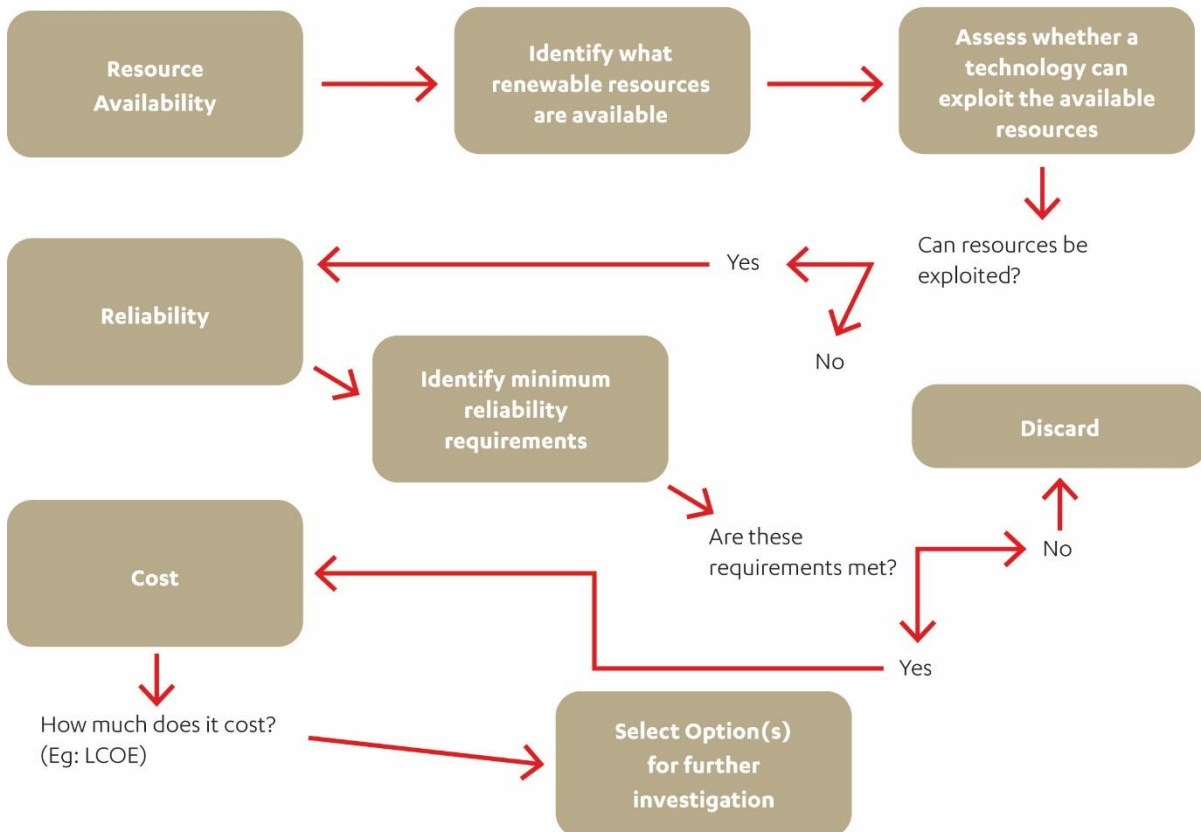 Resource
Availability
Identify what
renewable resources
are available
Assess whether a
technology can
exploit the available
resources
Can resources be
exploited?
Yes
No
Reliability
Identify minimum
reliability
requirements
Discard
Are these
requirements met?
No
Yes
Cost
How much does it cost?
(Eg: LCOE)
Select Option(s)
for further
investigation